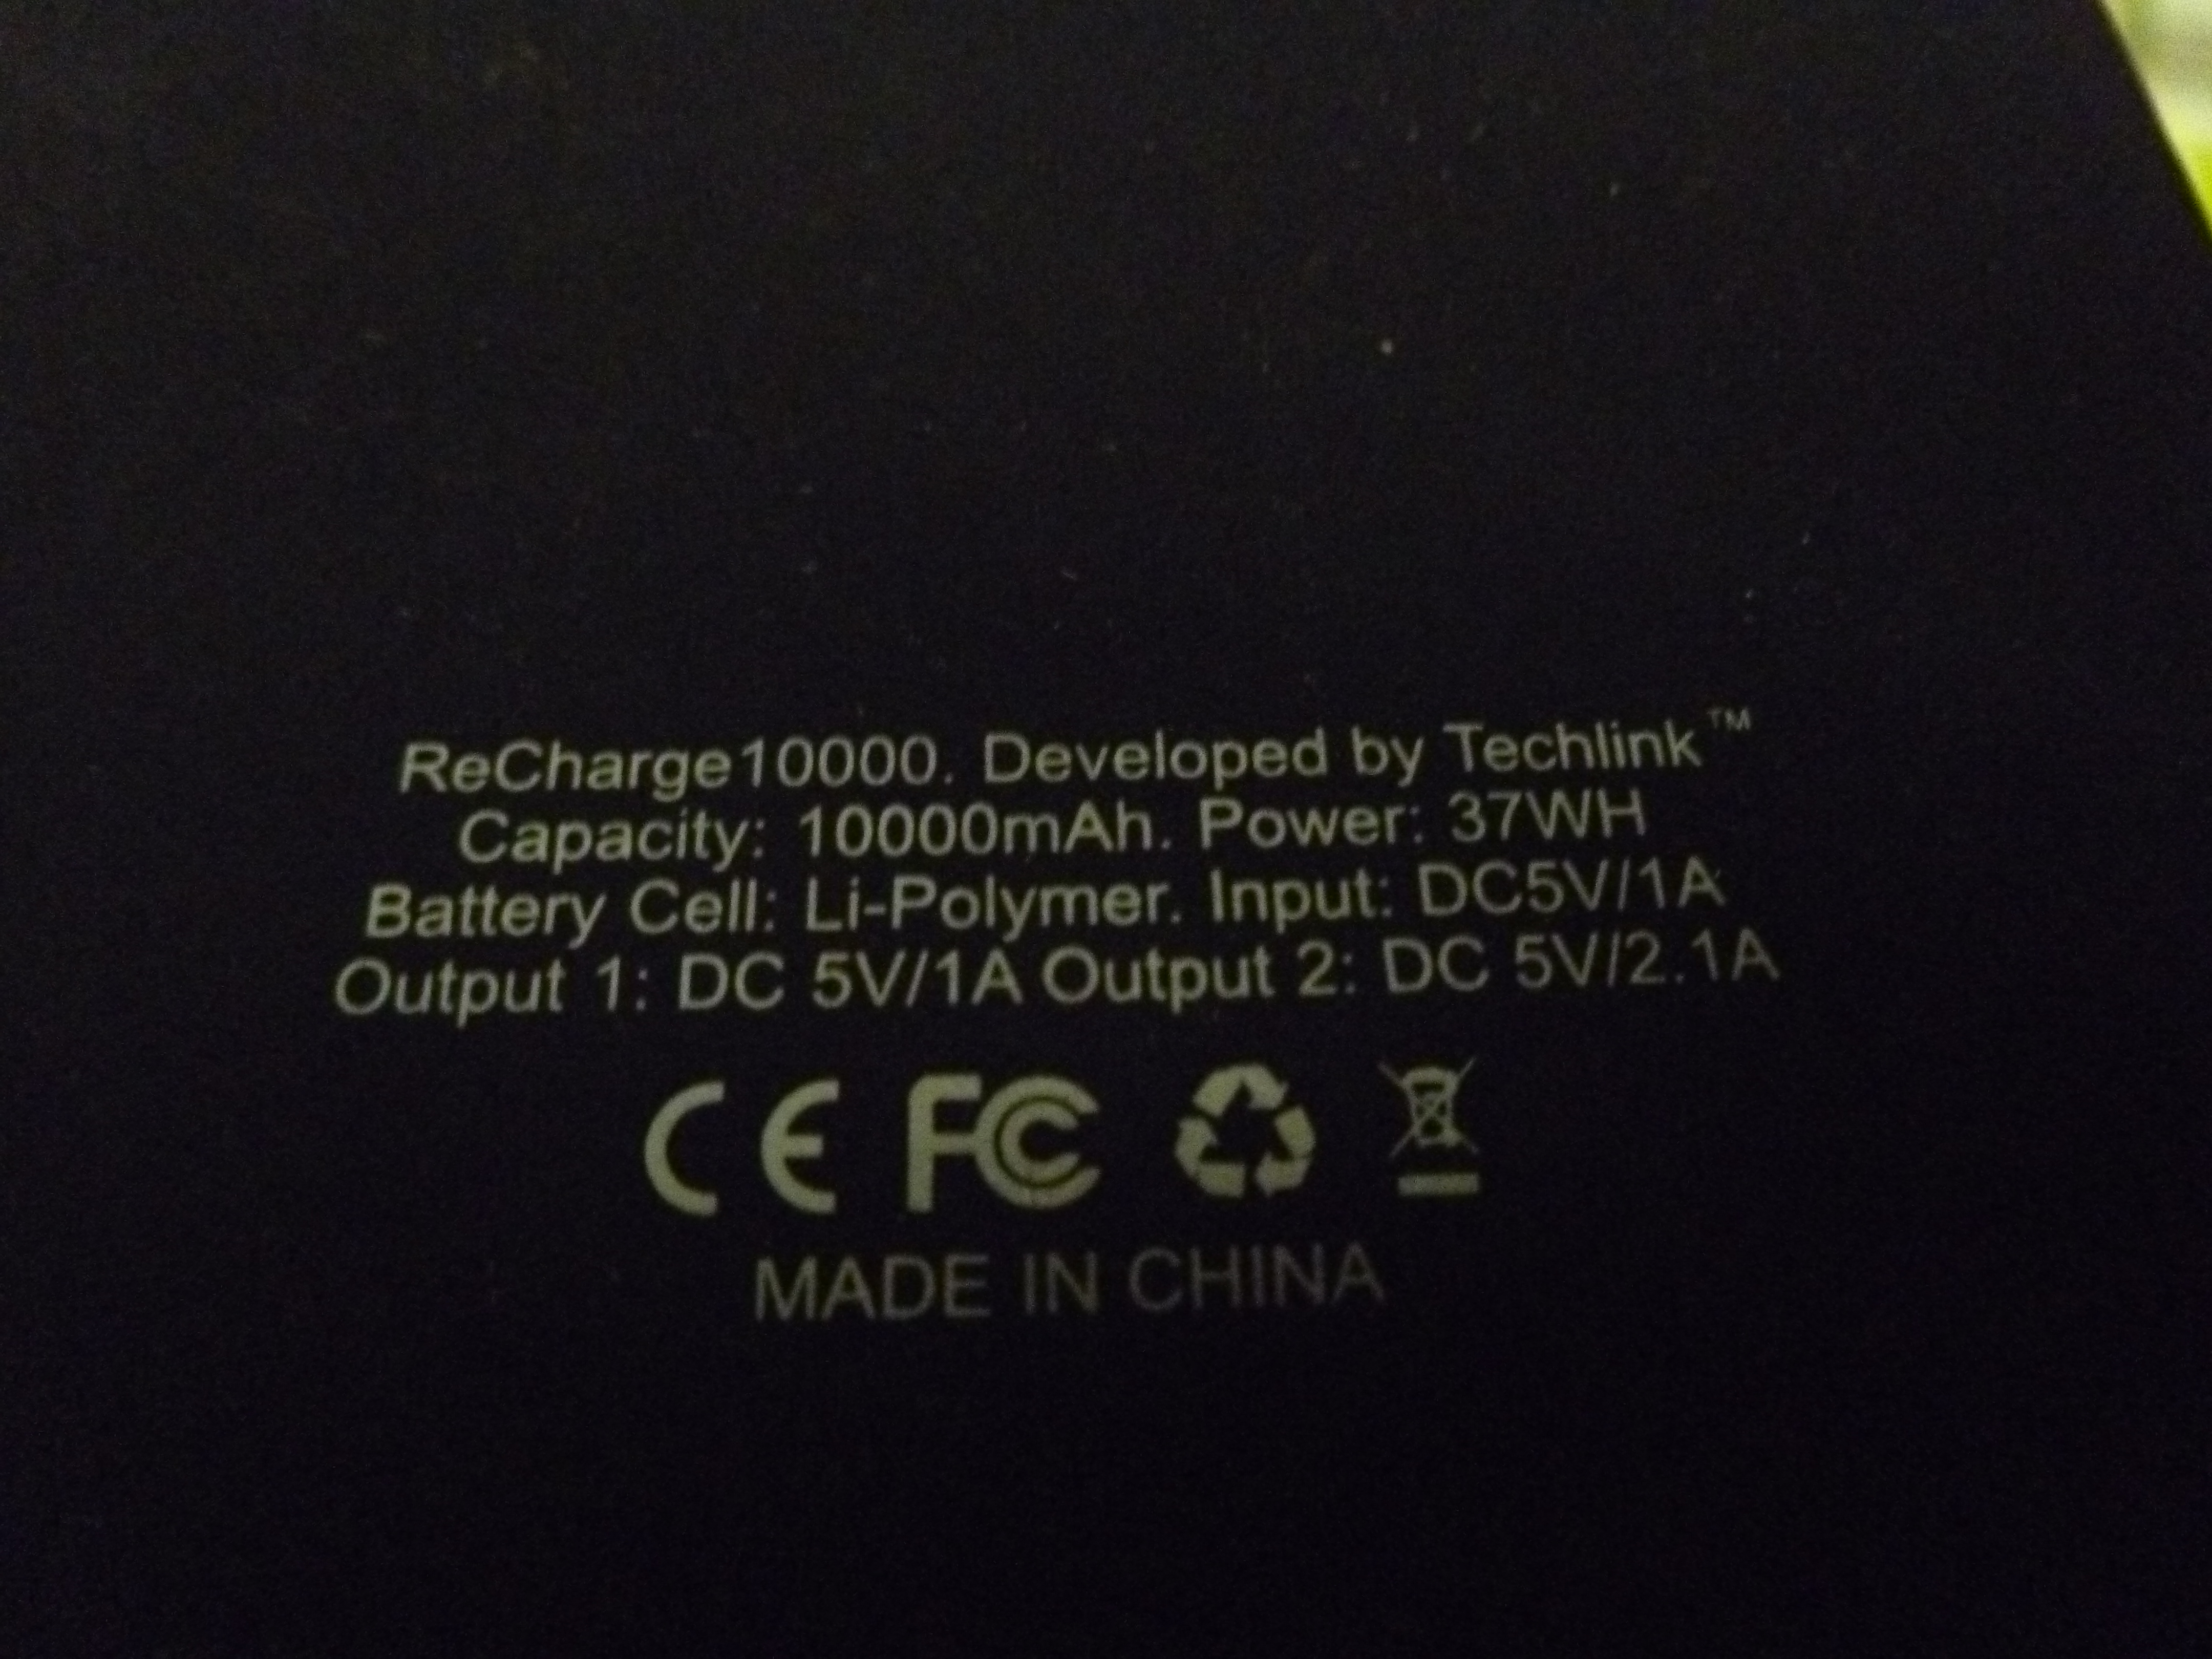 ReCharge10000. Developed by Techlink™
Capacity: 10000mAh. Power: 37WH
Battery Cell: Li-Polymer. Input: DC5V/1A
Output 1: DC 5V/1A Output 2: DC 5V/2.1A
CE FC
MADE IN CHINA